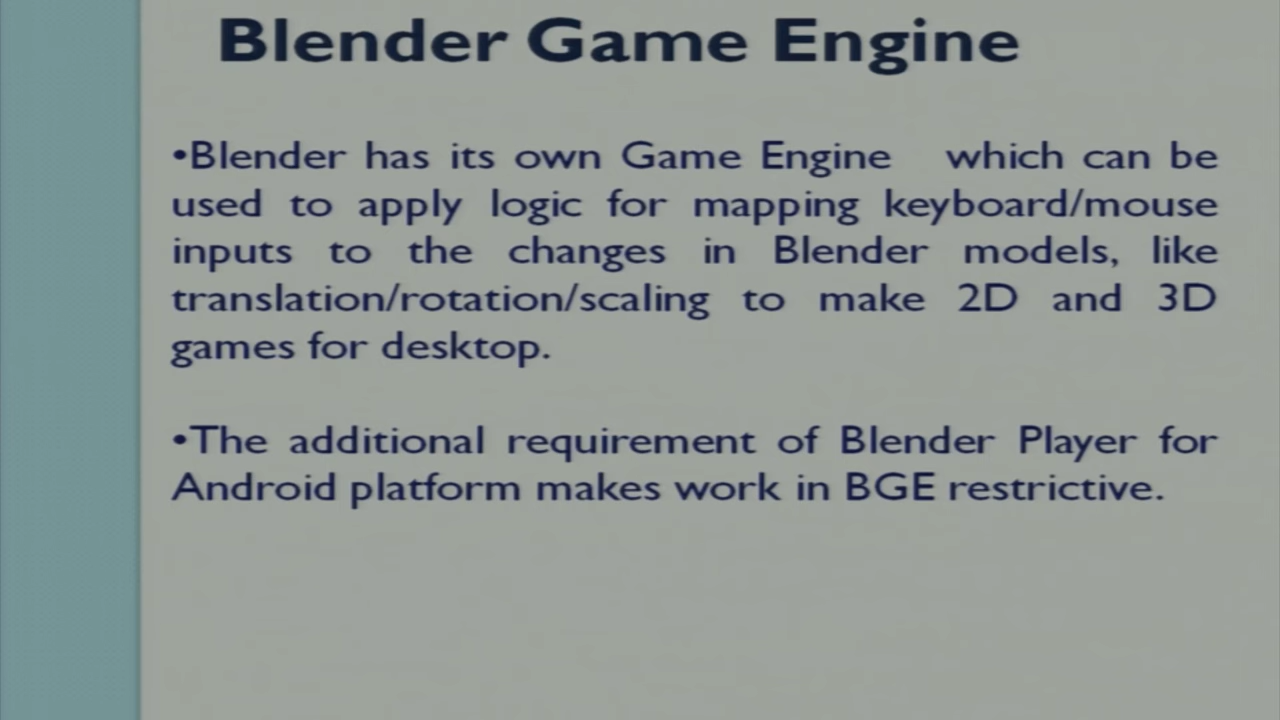 Blender Game Engine
•Blender has its own Game Engine which can be
used to apply logic for mapping keyboard/mouse
inputs to the changes in Blender models, like
translation/rotation/scaling to make 2D and 3D
games for desktop.
•The additional requirement of Blender Player for
Android platform makes work in BGE restrictive.